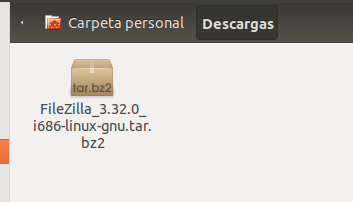 Carpeta personal Descargas
tar.bz2
FileZilla_3.32.0_
i686-linux-gnu.tar.
bz2